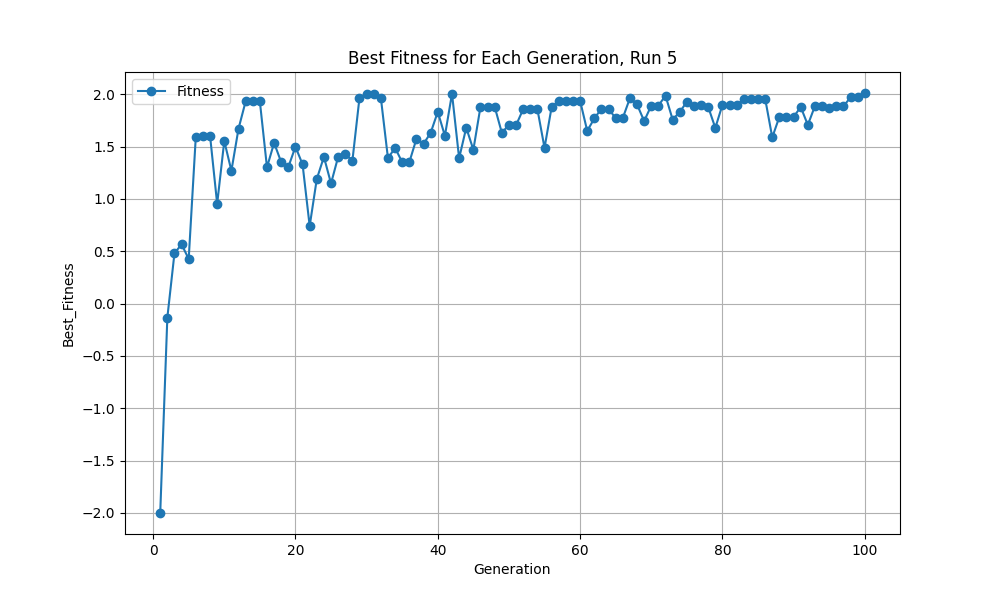 Best Fitness for Each Generation, Run 5
Fitness
2.0
1.5
1.0
0.5
0.0
−0.5
−1.0
−1.5
−2.0
Best_Fitness
0 20 40 60 80 100
Generation